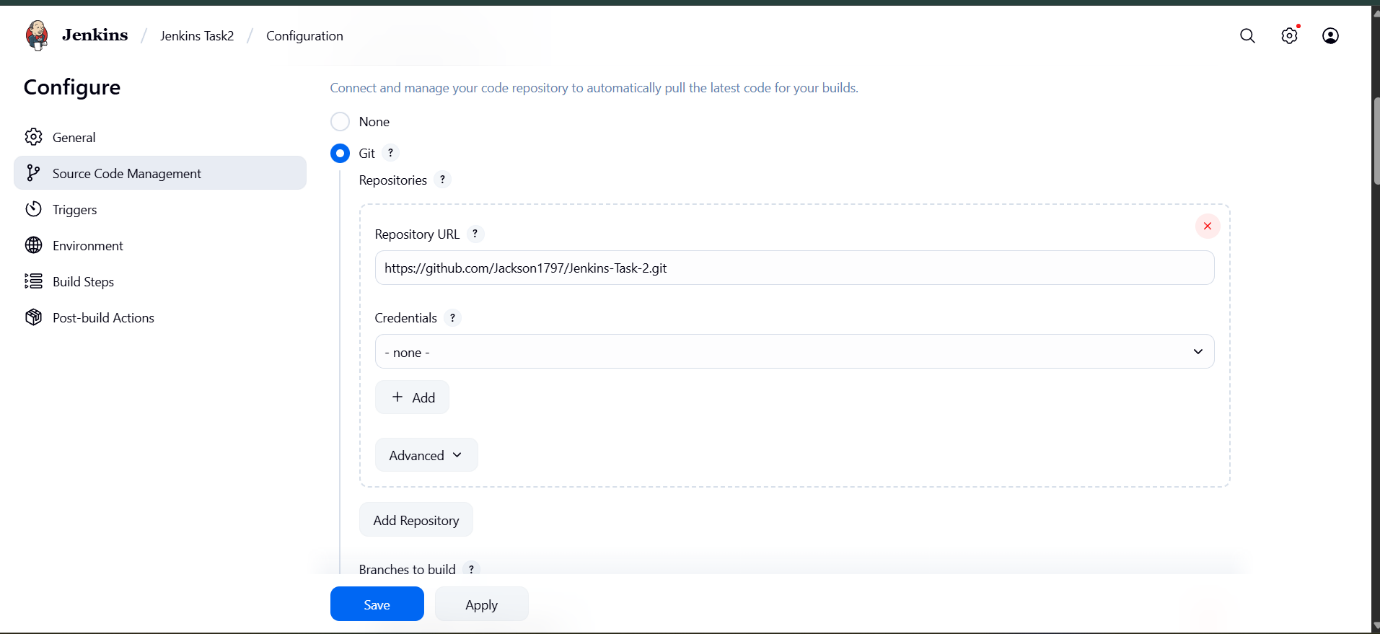 Jenkins / Jenkins Task2 / Configuration
Configure
General
Source Code Management
Triggers
Environment
Build Steps
Post-build Actions
Connect and manage your code repository to automatically pull the latest code for your builds.
None
Git ?
Repositories ?
Repository URL ?
https://github.com/Jackson1797/Jenkins-Task-2.git
Credentials ?
- none -
+ Add
Advanced
Add Repository
Branches to build ?
Save
Apply